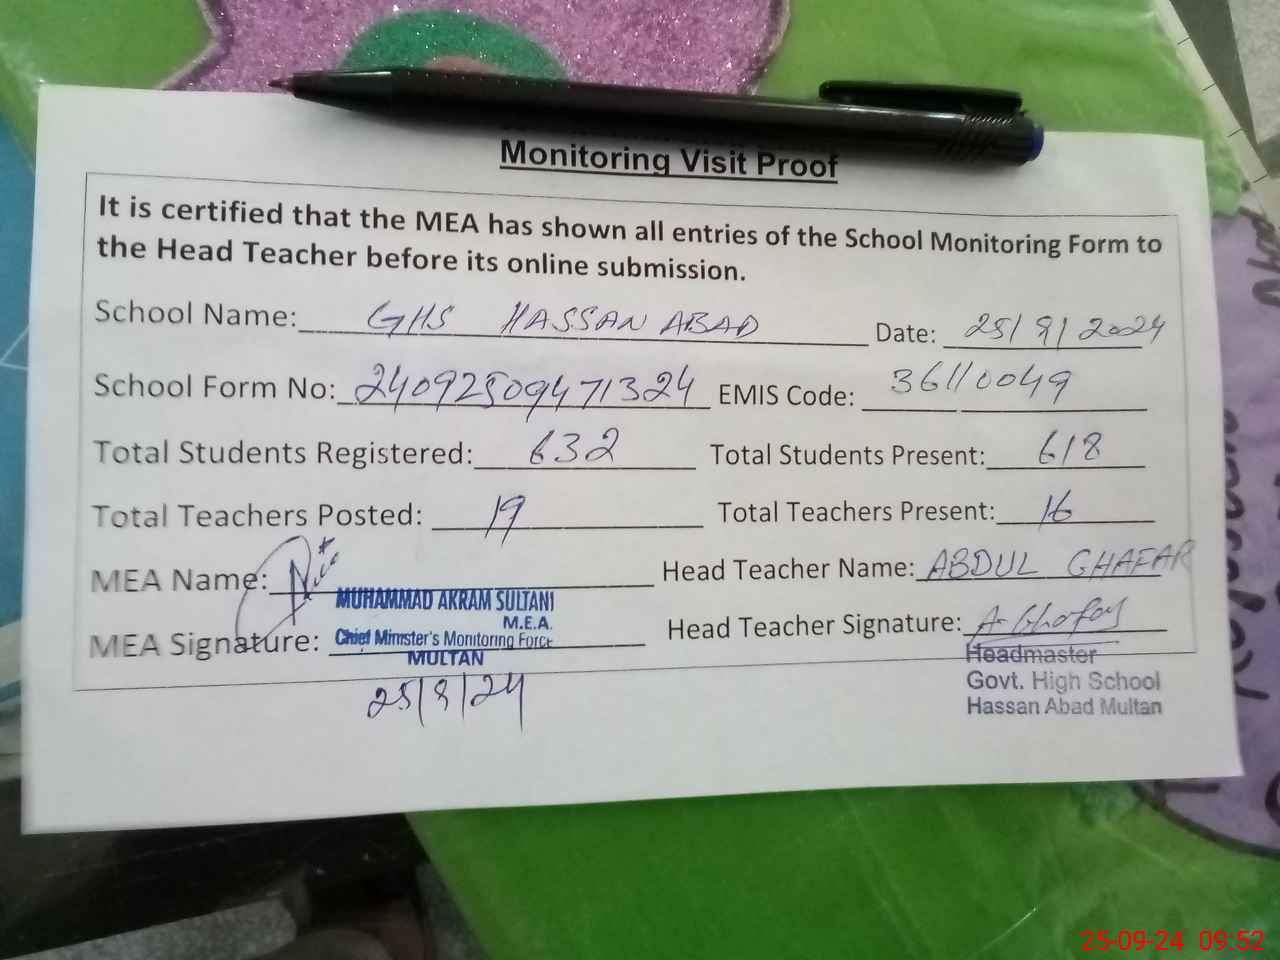 Monitoring Visit Proof
It is certified that the MEA has shown all entries of the School Monitoring Form to
the Head Teacher before its online submission.
School Name: GHS HASSAN ABAD Date: 25/9/2024
School Form No: 24092509471324 EMIS Code: 36110049
Total Students Registered: 632 Total Students Present: 618
Total Teachers Posted: 19 Total Teachers Present: 16
MEA Name: Head Teacher Name: ABDUL GHAFAR
MUHAMMAD AKRAM SULTANI
M.E.A.
MEA Signature: Chief Minister's Monitoring Force Head Teacher Signature: A. Ghafar
MULTAN
25/9/24
Headmaster
Govt. High School
Hassan Abad Multan
25-09-24 09:52